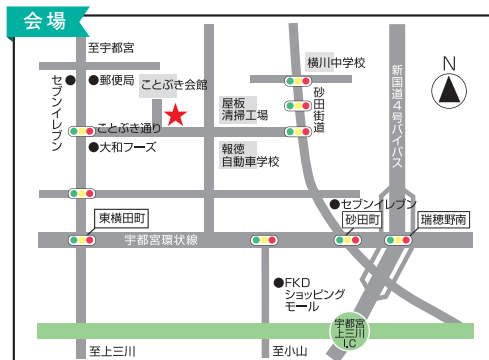 会場
至宇都宮
セブンイレブン
郵便局
ことぶき会館
横川中学校
N
屋板
清掃工場
砂田街道
新国道4号バイパス
ことぶき通り
大和フーズ
報徳
自動車学校
セブンイレブン
東横田町
砂田町
瑞穂野南
宇都宮環状線
FKD
ショッピング
モール
宇都宮
上三川
I.C
至上三川
至小山